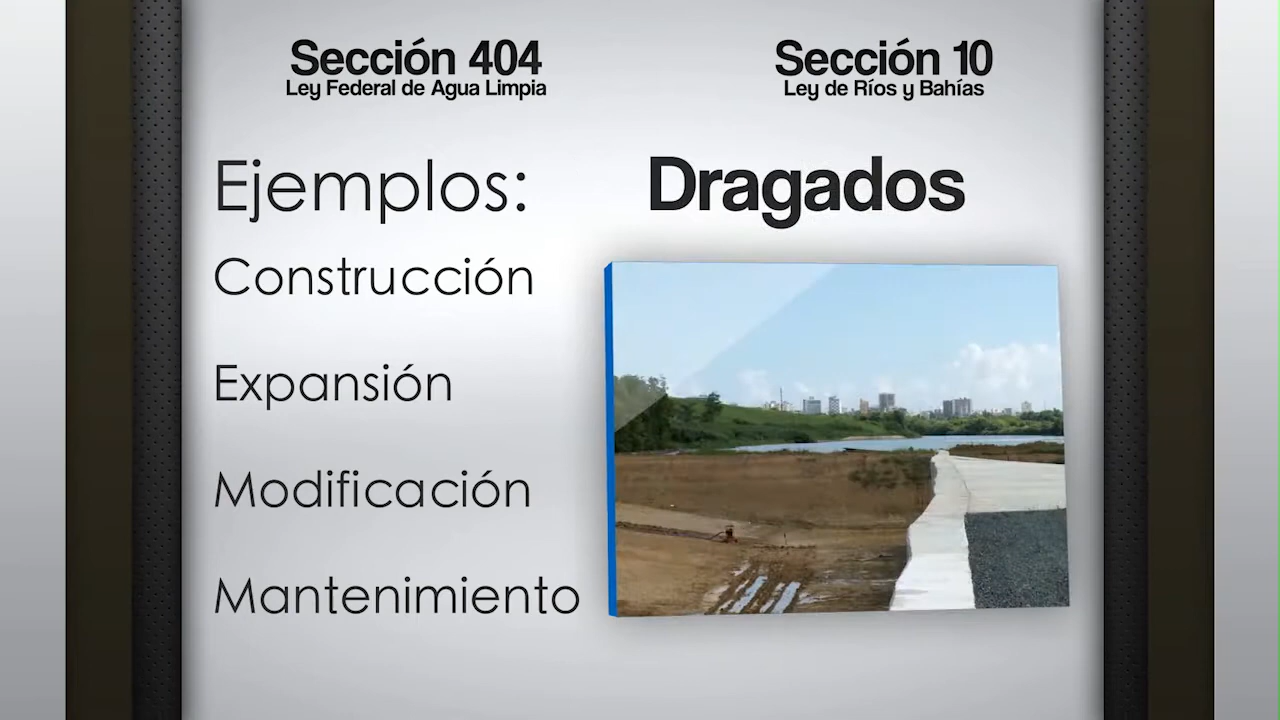 Sección 404
Ley Federal de Agua Limpia
Sección 10
Ley de Ríos y Bahías
Ejemplos:
Dragados
Construcción
Expansión
Modificación
Mantenimiento